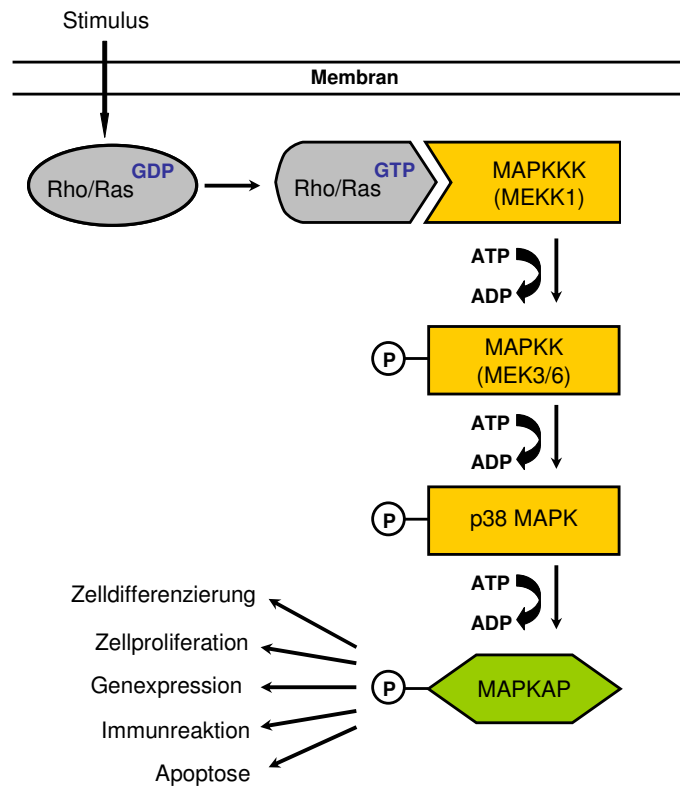 Stimulus
Membran
GDP
Rho/Ras
GTP
Rho/Ras
MAPKKK
(MEKK1)
ATP
ADP
P
MAPKK
(MEK3/6)
ATP
ADP
P
p38 MAPK
ATP
ADP
Zelldifferenzierung
Zellproliferation
Genexpression
Immunreaktion
Apoptose
P
MAPKAP